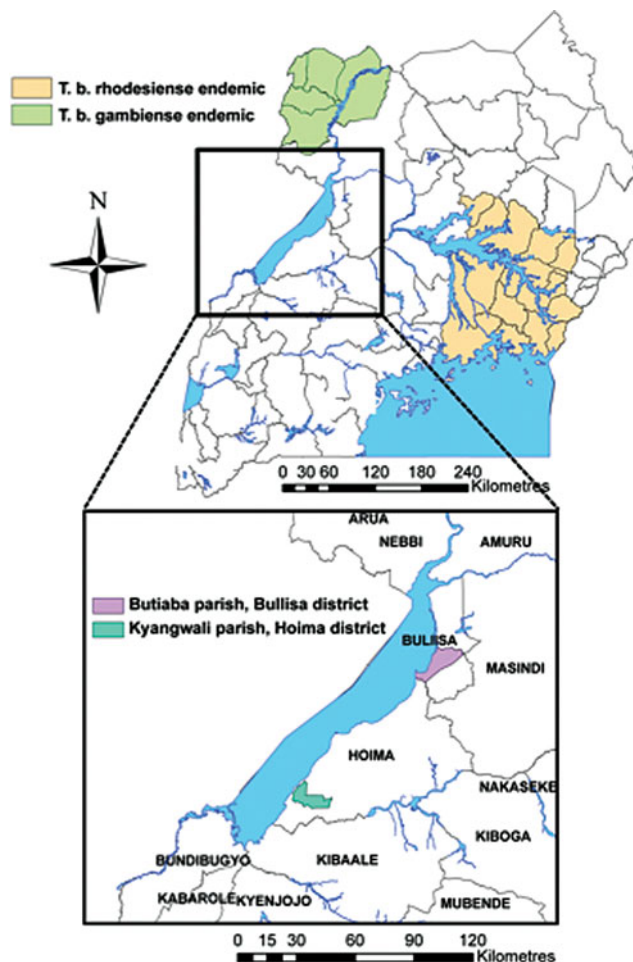 T. b. rhodesiense endemic
T. b. gambiense endemic
N
0 30 60 120 180 240
Kilometres
ARUA
NEBBI
AMURU
Butiaba parish, Bullisa district
Kyangwali parish, Hoima district
BULIISA
MASINDI
HOIMA
NAKASEKE
KIBOGA
BUNDIBUGYO
KIBAALE
KABAROLE
KYENJOJO
MUBENDE
0 15 30 60 90 120
Kilometres